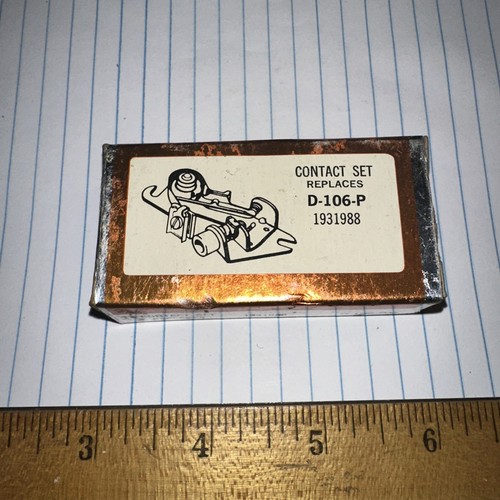 CONTACT SET
REPLACES
D-106-P
1931988
3 4 5 6